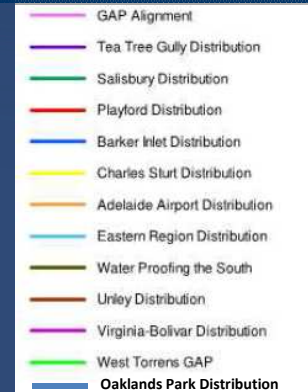 GAP Alignment
Tea Tree Gully Distribution
Salisbury Distribution
Playford Distribution
Barker Inlet Distribution
Charles Sturt Distribution
Adelaide Airport Distribution
Eastern Region Distribution
Water Proofing the South
Unley Distribution
Virginia-Bolivar Distribution
West Torrens GAP
Oaklands Park Distribution